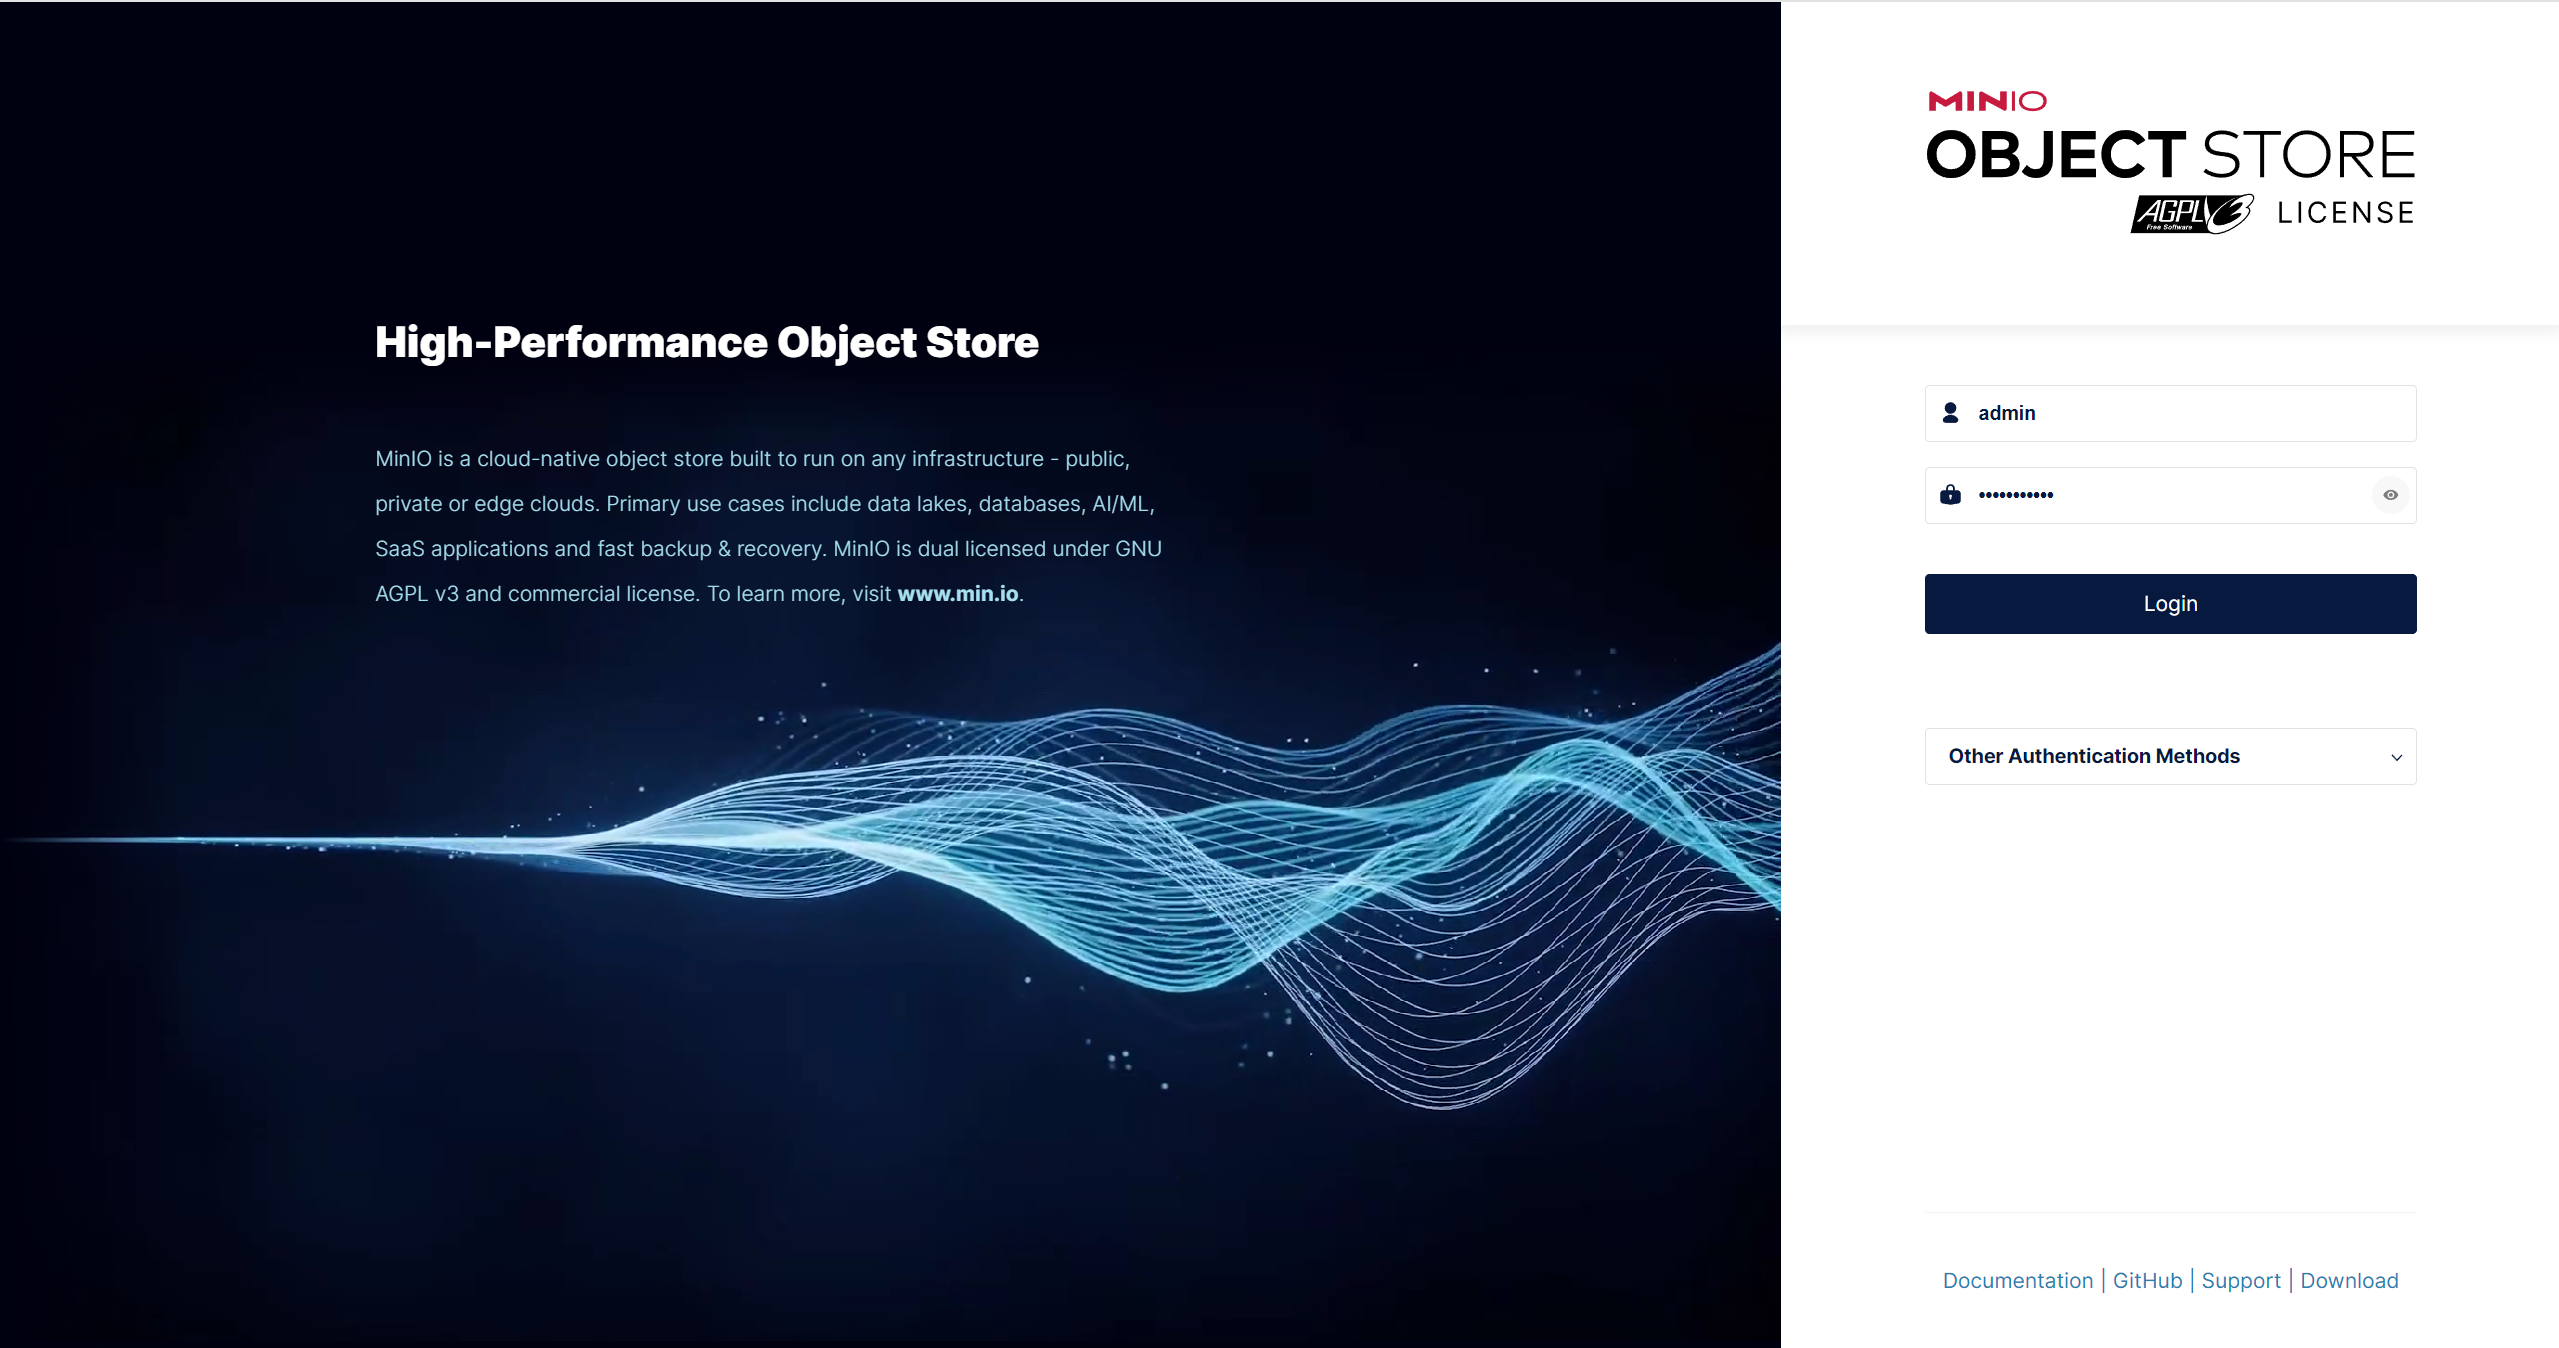 High-Performance Object Store
MinIO is a cloud-native object store built to run on any infrastructure - public,
private or edge clouds. Primary use cases include data lakes, databases, AI/ML,
SaaS applications and fast backup & recovery. MinIO is dual licensed under GNU
AGPL v3 and commercial license. To learn more, visit www.min.io.
MINIO
OBJECT STORE
AGPLV3 LICENSE
Free Software
admin
•••••••••••
Login
Other Authentication Methods
Documentation | GitHub | Support | Download